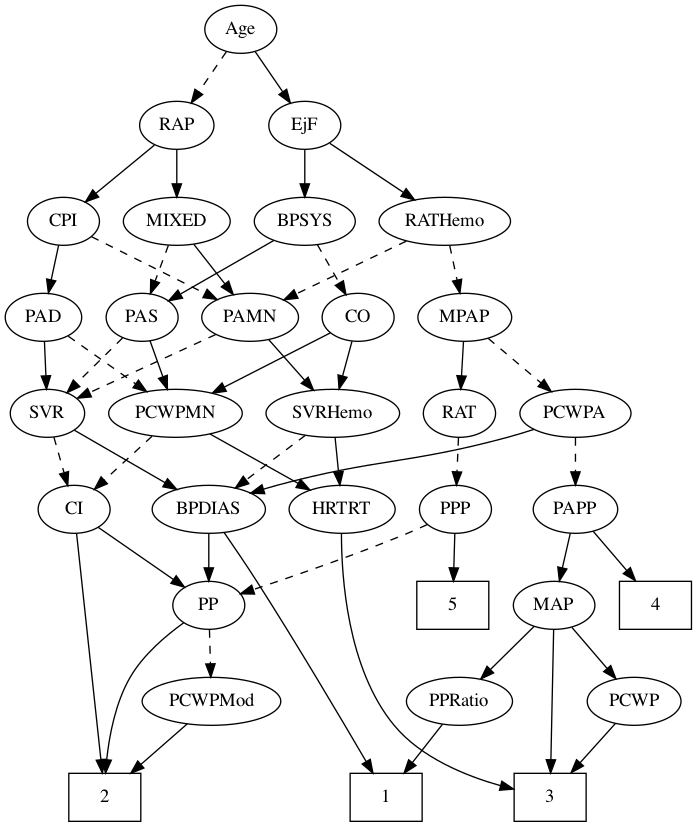 Age
RAP
EjF
CPI
MIXED
BPSYS
RATHemo
PAD
PAS
PAMN
CO
MPAP
SVR
PCWPMN
SVRHemo
RAT
PCWPA
CI
BPDIAS
HRTRT
PPP
PAPP
PP
5
MAP
4
PCWPMod
PPRatio
PCWP
2
1
3